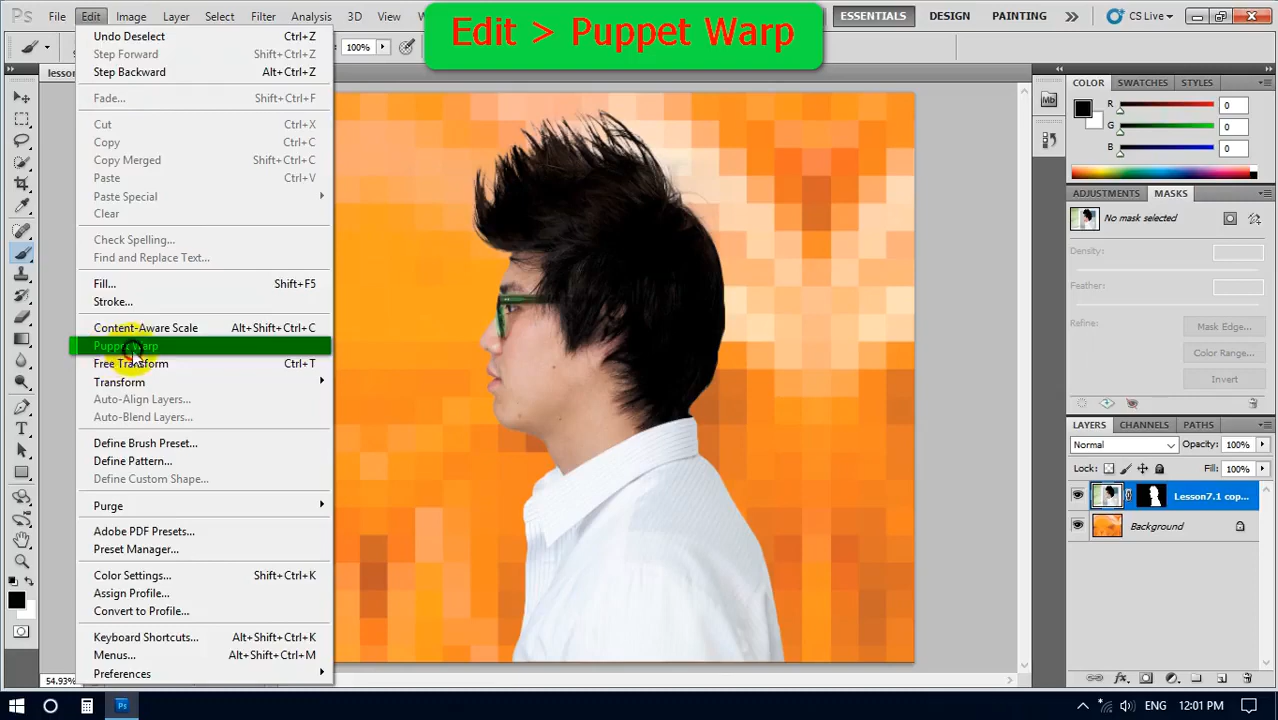 Edit > Puppet Warp
Ps Edit Image Layer Select Filter Analysis 3D View
ESSENTIALS DESIGN PAINTING CS Live
100%
lesson
Undo Deselect Ctrl+Z
Step Forward Shift+Ctrl+Z
Step Backward Alt+Ctrl+Z
Fade... Shift+Ctrl+F
Cut Ctrl+X
Copy Ctrl+C
Copy Merged Shift+Ctrl+C
Paste Ctrl+V
Paste Special
Clear
Check Spelling...
Find and Replace Text...
Fill... Shift+F5
Stroke...
Content-Aware Scale Alt+Shift+Ctrl+C
Puppet Warp
Free Transform Ctrl+T
Transform
Auto-Align Layers...
Auto-Blend Layers...
Define Brush Preset...
Define Pattern...
Define Custom Shape...
Purge
Adobe PDF Presets...
Preset Manager...
Color Settings... Shift+Ctrl+K
Assign Profile...
Convert to Profile...
Keyboard Shortcuts... Alt+Shift+Ctrl+K
Menus... Alt+Shift+Ctrl+M
Preferences
54.93%
COLOR SWATCHES STYLES
R 0
G 0
B 0
ADJUSTMENTS MASKS
No mask selected
Density:
Feather:
Refine: Mask Edge...
Color Range...
Invert
LAYERS CHANNELS PATHS
Normal Opacity: 100%
Lock: Fill: 100%
Lesson7.1 cop...
Background
Mb
Ps ENG 12:01 PM